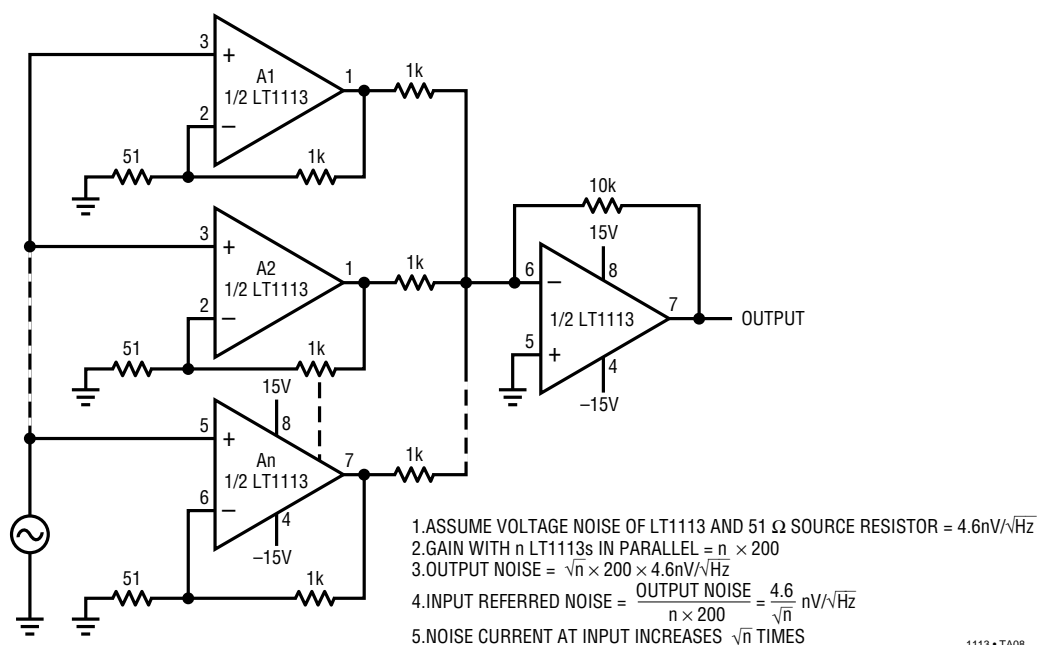 3
+
A1
1/2 LT1113
2
–
1
1k
51
1k
3
+
A2
1/2 LT1113
2
–
1
1k
51
1k
10k
15V
6
–
8
1/2 LT1113
7
OUTPUT
5
+
4
–15V
15V
8
5
+
An
1/2 LT1113
6
–
7
1k
4
–15V
51
1k
1.ASSUME VOLTAGE NOISE OF LT1113 AND 51 Ω SOURCE RESISTOR = 4.6nV/√Hz
2.GAIN WITH n LT1113s IN PARALLEL = n × 200
3.OUTPUT NOISE = √n × 200 × 4.6nV/√Hz
4.INPUT REFERRED NOISE = OUTPUT NOISE / n × 200 = 4.6 / √n nV/√Hz
5.NOISE CURRENT AT INPUT INCREASES √n TIMES
1113 • TA08